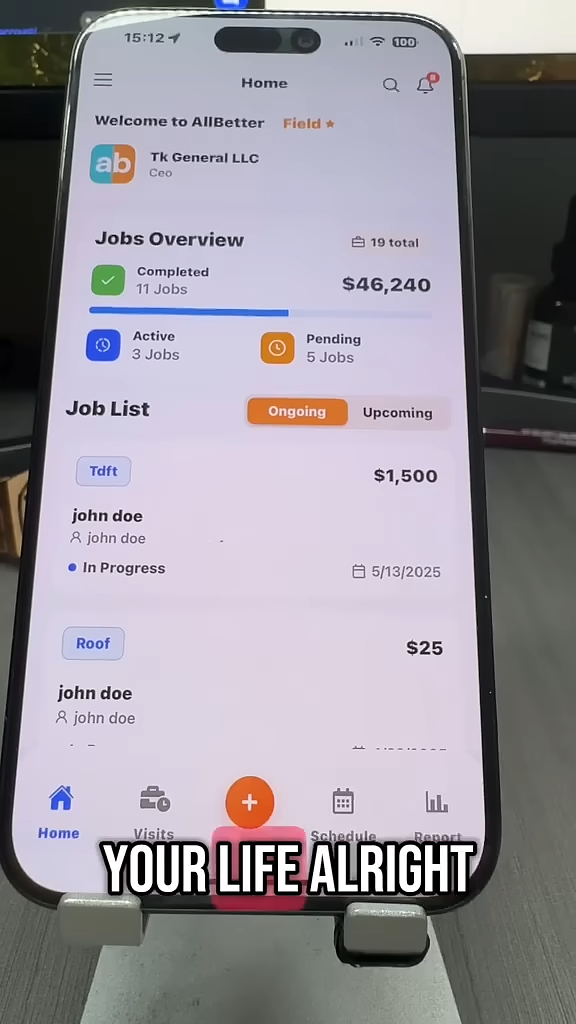 15:12
100
Home
8
Welcome to AllBetter Field
ab
Tk General LLC
Ceo
Jobs Overview
19 total
Completed
11 Jobs
$46,240
Active
3 Jobs
Pending
5 Jobs
Job List
Ongoing
Upcoming
Tdft
$1,500
john doe
john doe
In Progress
5/13/2025
Roof
$25
john doe
john doe
Home
Visits
Schedule
Report
YOUR LIFE ALRIGHT